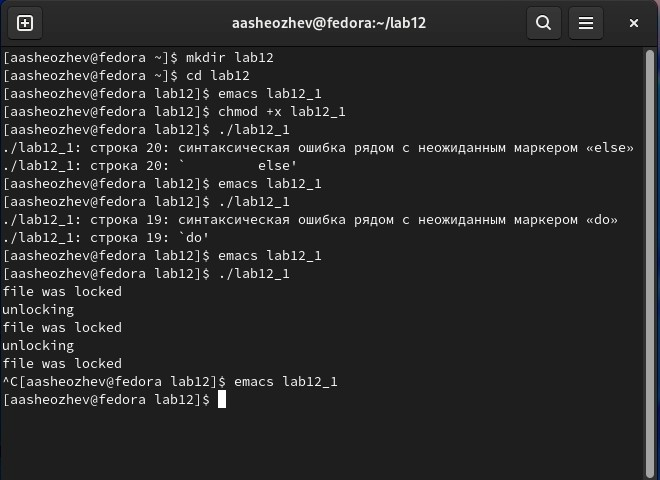 aasheozhev@fedora:~/lab12
[aasheozhev@fedora ~]$ mkdir lab12
[aasheozhev@fedora ~]$ cd lab12
[aasheozhev@fedora lab12]$ emacs lab12_1
[aasheozhev@fedora lab12]$ chmod +x lab12_1
[aasheozhev@fedora lab12]$ ./lab12_1
./lab12_1: строка 20: синтаксическая ошибка рядом с неожиданным маркером «else»
./lab12_1: строка 20: `         else'
[aasheozhev@fedora lab12]$ emacs lab12_1
[aasheozhev@fedora lab12]$ ./lab12_1
./lab12_1: строка 19: синтаксическая ошибка рядом с неожиданным маркером «do»
./lab12_1: строка 19: `do'
[aasheozhev@fedora lab12]$ emacs lab12_1
[aasheozhev@fedora lab12]$ ./lab12_1
file was locked
unlocking
file was locked
unlocking
file was locked
^C[aasheozhev@fedora lab12]$ emacs lab12_1
[aasheozhev@fedora lab12]$